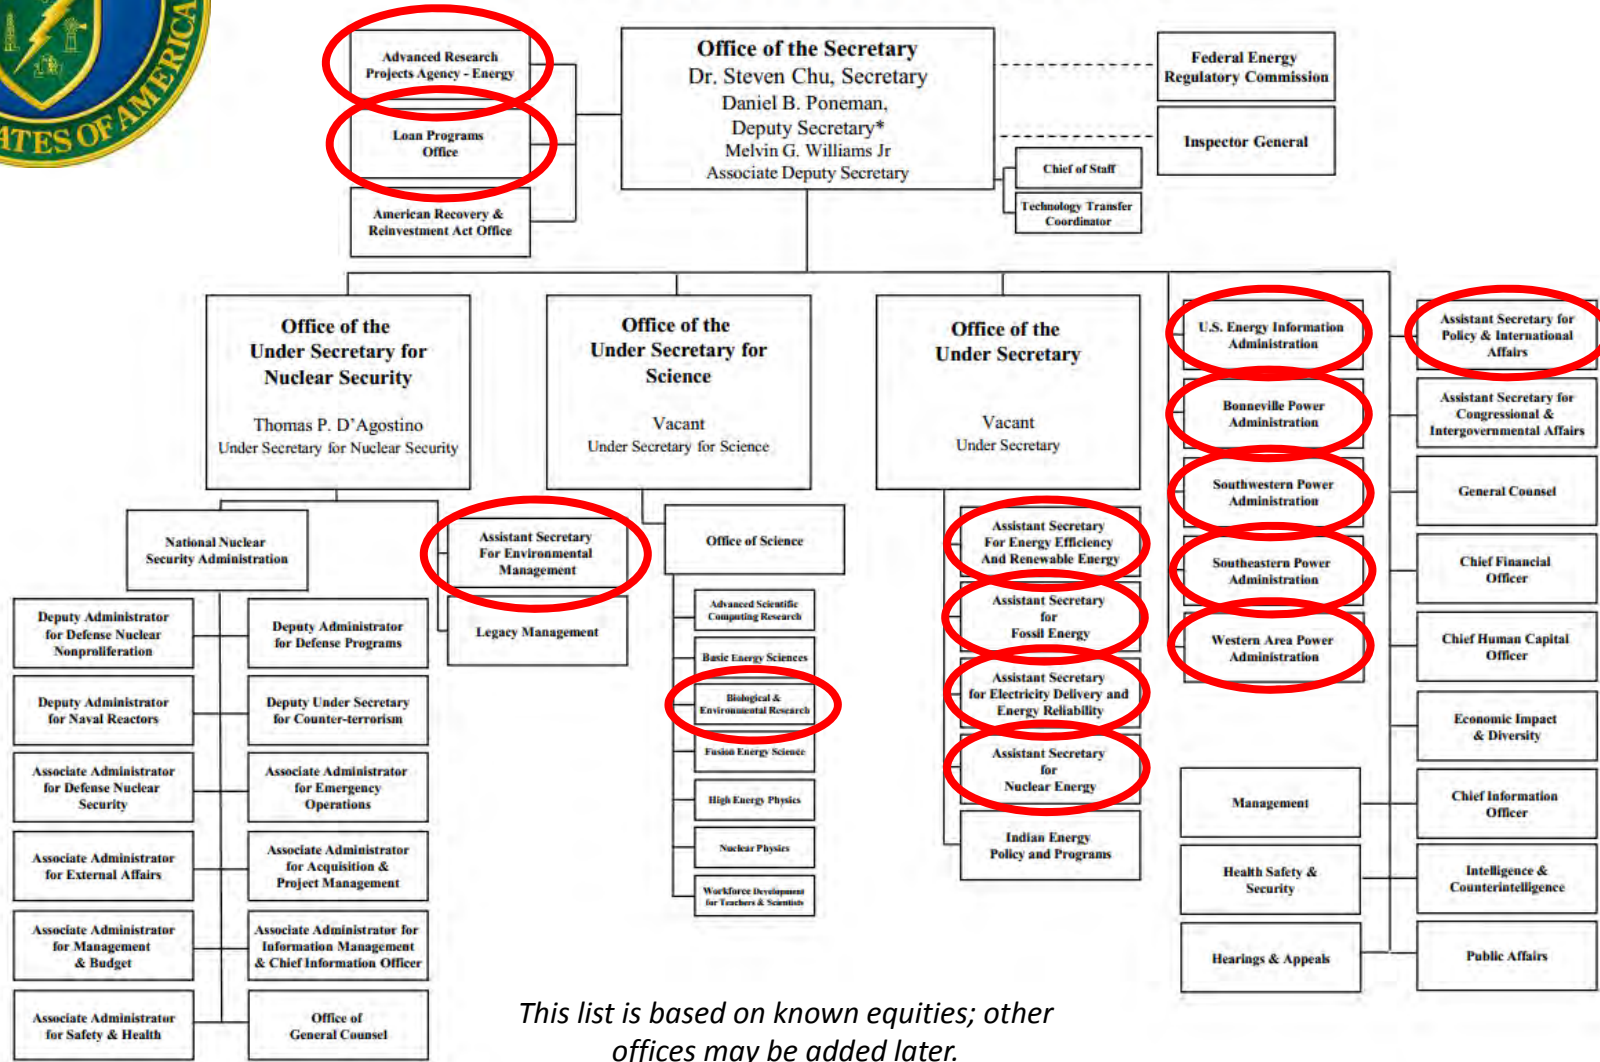 ATES OF AMERICA
Advanced Research
Projects Agency - Energy
Loan Programs
Office
American Recovery &
Reinvestment Act Office
Office of the Secretary
Dr. Steven Chu, Secretary
Daniel B. Poneman,
Deputy Secretary*
Melvin G. Williams Jr
Associate Deputy Secretary
Chief of Staff
Technology Transfer
Coordinator
Federal Energy
Regulatory Commission
Inspector General
Office of the
Under Secretary for
Nuclear Security
Thomas P. D'Agostino
Under Secretary for Nuclear Security
Office of the
Under Secretary for
Science
Vacant
Under Secretary for Science
Office of the
Under Secretary
Vacant
Under Secretary
National Nuclear
Security Administration
Deputy Administrator
for Defense Nuclear
Nonproliferation
Deputy Administrator
for Defense Programs
Deputy Administrator
for Naval Reactors
Deputy Under Secretary
for Counter-terrorism
Associate Administrator
for Defense Nuclear
Security
Associate Administrator
for Emergency
Operations
Associate Administrator
for External Affairs
Associate Administrator
for Acquisition &
Project Management
Associate Administrator
for Management
& Budget
Associate Administrator for
Information Management
& Chief Information Officer
Associate Administrator
for Safety & Health
Office of
General Counsel
Assistant Secretary
For Environmental
Management
Legacy Management
Office of Science
Advanced Scientific
Computing Research
Basic Energy Sciences
Biological &
Environmental Research
Fusion Energy Science
High Energy Physics
Nuclear Physics
Workforce Development
for Teachers & Scientists
Assistant Secretary
For Energy Efficiency
And Renewable Energy
Assistant Secretary
for
Fossil Energy
Assistant Secretary
for Electricity Delivery and
Energy Reliability
Assistant Secretary
for
Nuclear Energy
Indian Energy
Policy and Programs
U.S. Energy Information
Administration
Bonneville Power
Administration
Southwestern Power
Administration
Southeastern Power
Administration
Western Area Power
Administration
Management
Health Safety &
Security
Hearings & Appeals
Assistant Secretary for
Policy & International
Affairs
Assistant Secretary for
Congressional &
Intergovernmental Affairs
General Counsel
Chief Financial
Officer
Chief Human Capital
Officer
Economic Impact
& Diversity
Chief Information
Officer
Intelligence &
Counterintelligence
Public Affairs
This list is based on known equities; other
offices may be added later.